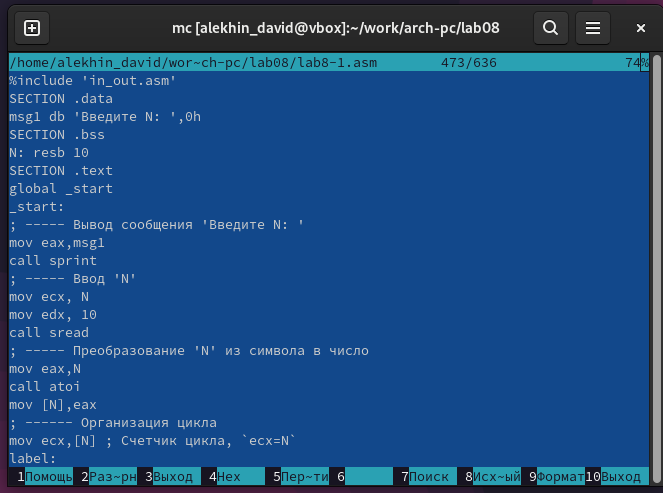 mc [alekhin_david@vbox]:~/work/arch-pc/lab08
/home/alekhin_david/wor~ch-pc/lab08/lab8-1.asm 473/636 74%
%include 'in_out.asm'
SECTION .data
msg1 db 'Введите N: ',0h
SECTION .bss
N: resb 10
SECTION .text
global _start
_start:
; ----- Вывод сообщения 'Введите N: '
mov eax,msg1
call sprint
; ----- Ввод 'N'
mov ecx, N
mov edx, 10
call sread
; ----- Преобразование 'N' из символа в число
mov eax,N
call atoi
mov [N],eax
; ------ Организация цикла
mov ecx,[N] ; Счетчик цикла, `ecx=N`
label:
1Помощь 2Раз~рн 3Выход 4Hex 5Пер~ти 6 7Поиск 8Исх~ый 9Формат 10Выход